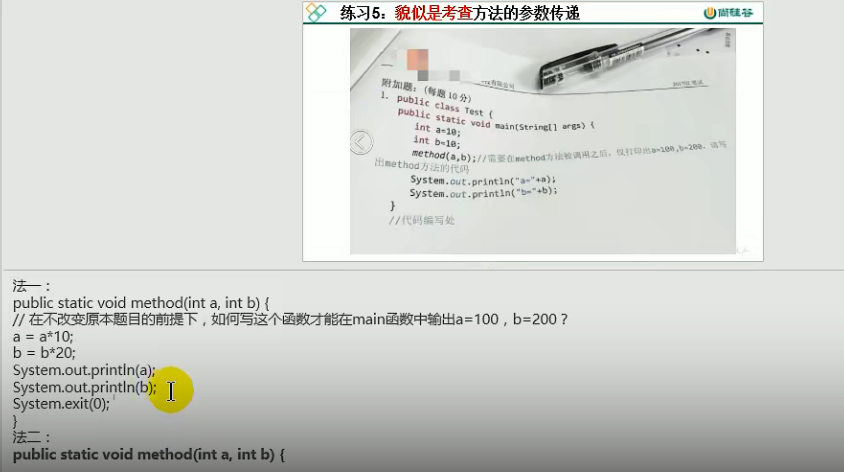 练习5：貌似是考查方法的参数传递
尚硅谷
有限公司
附加题：(每题10分)
1. public class Test {
public static void main(String[] args) {
int a=10;
int b=10;
method(a,b);//需要在method方法被调用之后，仅打印出a=100,b=200。请写
出method方法的代码
System.out.println("a="+a);
System.out.println("b="+b);
}
//代码编写处
法一：
public static void method(int a, int b) {
// 在不改变原本题目的前提下，如何写这个函数才能在main函数中输出a=100，b=200？
a = a*10;
b = b*20;
System.out.println(a);
System.out.println(b);
System.exit(0);
}
法二：
public static void method(int a, int b) {